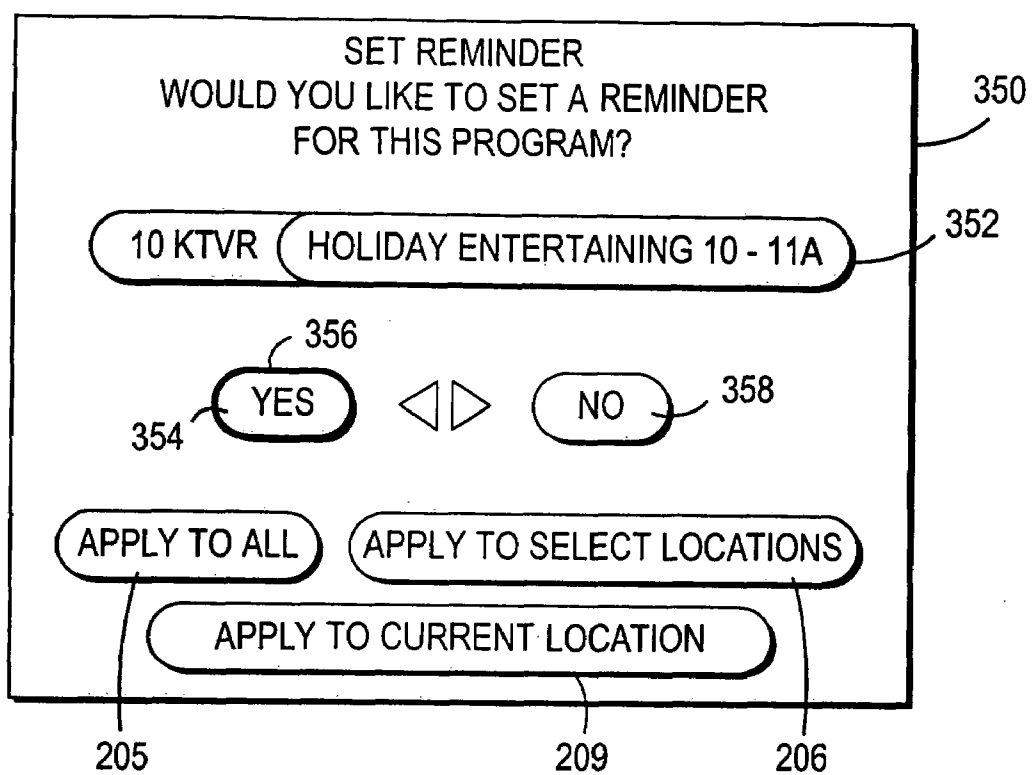 SET REMINDER
WOULD YOU LIKE TO SET A REMINDER
FOR THIS PROGRAM?
350
352
10 KTVR HOLIDAY ENTERTAINING 10 - 11A
356
354 YES NO 358
APPLY TO ALL APPLY TO SELECT LOCATIONS
APPLY TO CURRENT LOCATION
205 209 206